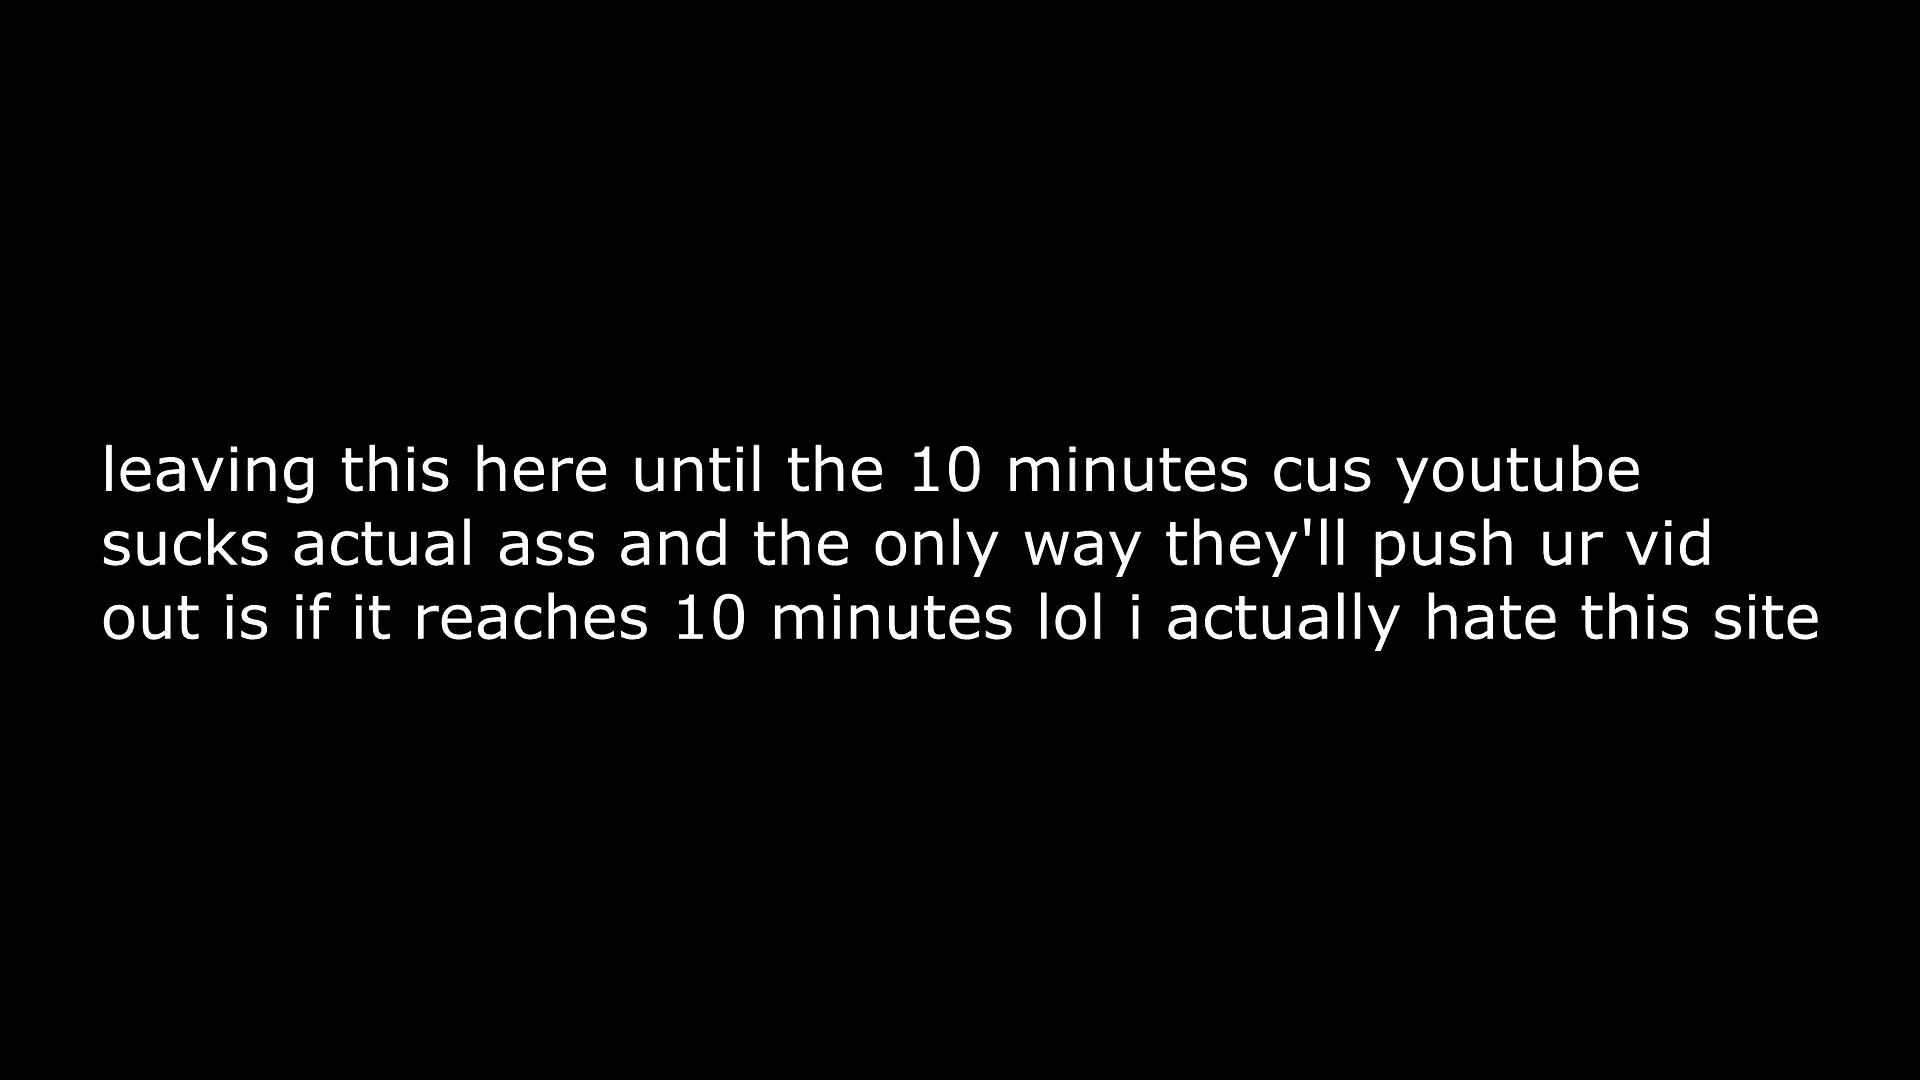 leaving this here until the 10 minutes cus youtube
sucks actual ass and the only way they'll push ur vid
out is if it reaches 10 minutes lol i actually hate this site